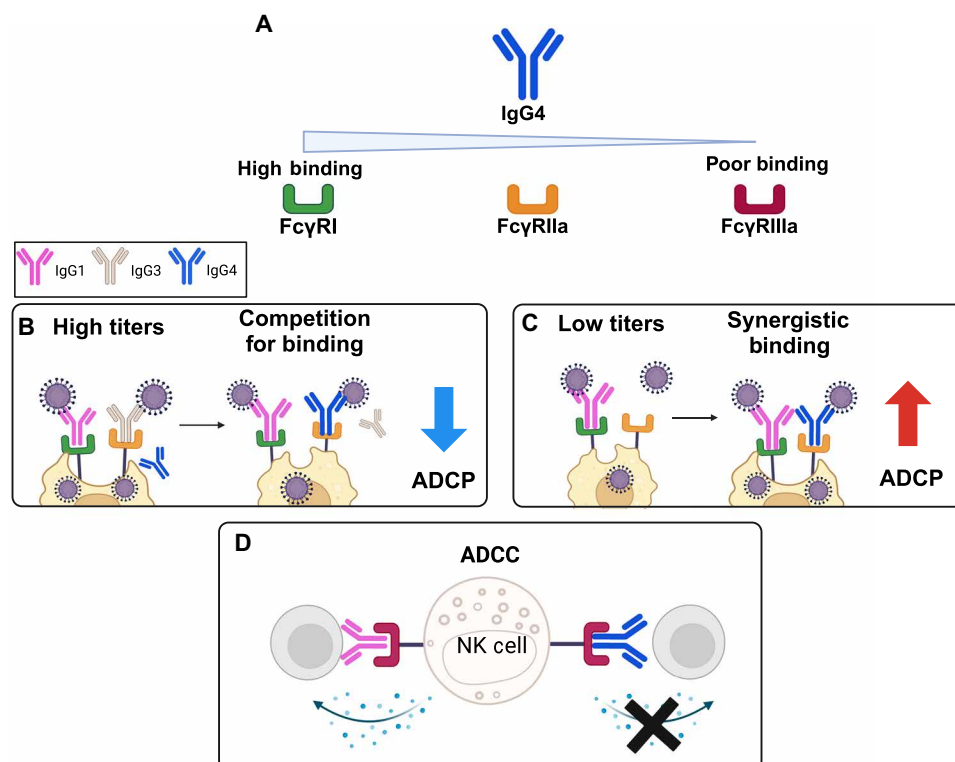 A
IgG4
High binding
Poor binding
FcγRI
FcγRIIa
FcγRIIIa
IgG1
IgG3
IgG4
B
High titers
Competition
for binding
ADCP
C
Low titers
Synergistic
binding
ADCP
D
ADCC
NK cell